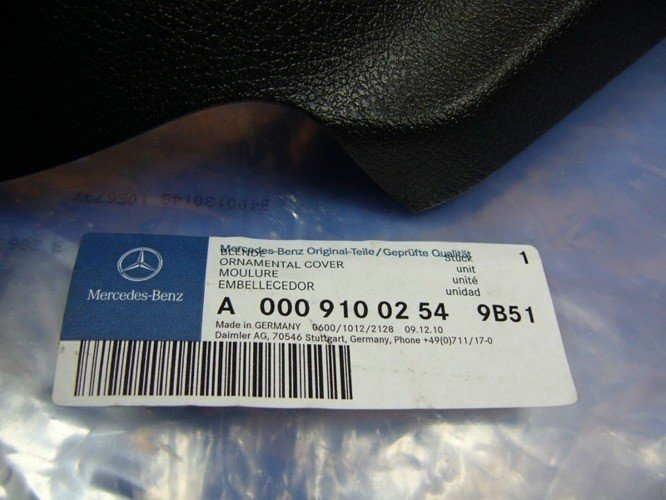 Mercedes-Benz
Mercedes-Benz Original-Teile/Geprüfte Qualität
BLENDE Stück 1
ORNAMENTAL COVER unit
MOULURE unité
EMBELLECEDOR unidad
A 000 910 02 54 9B51
Made in GERMANY 0600/1012/2128 09.12.10
Daimler AG, 70546 Stuttgart, Germany, Phone +49(0)711/17-0